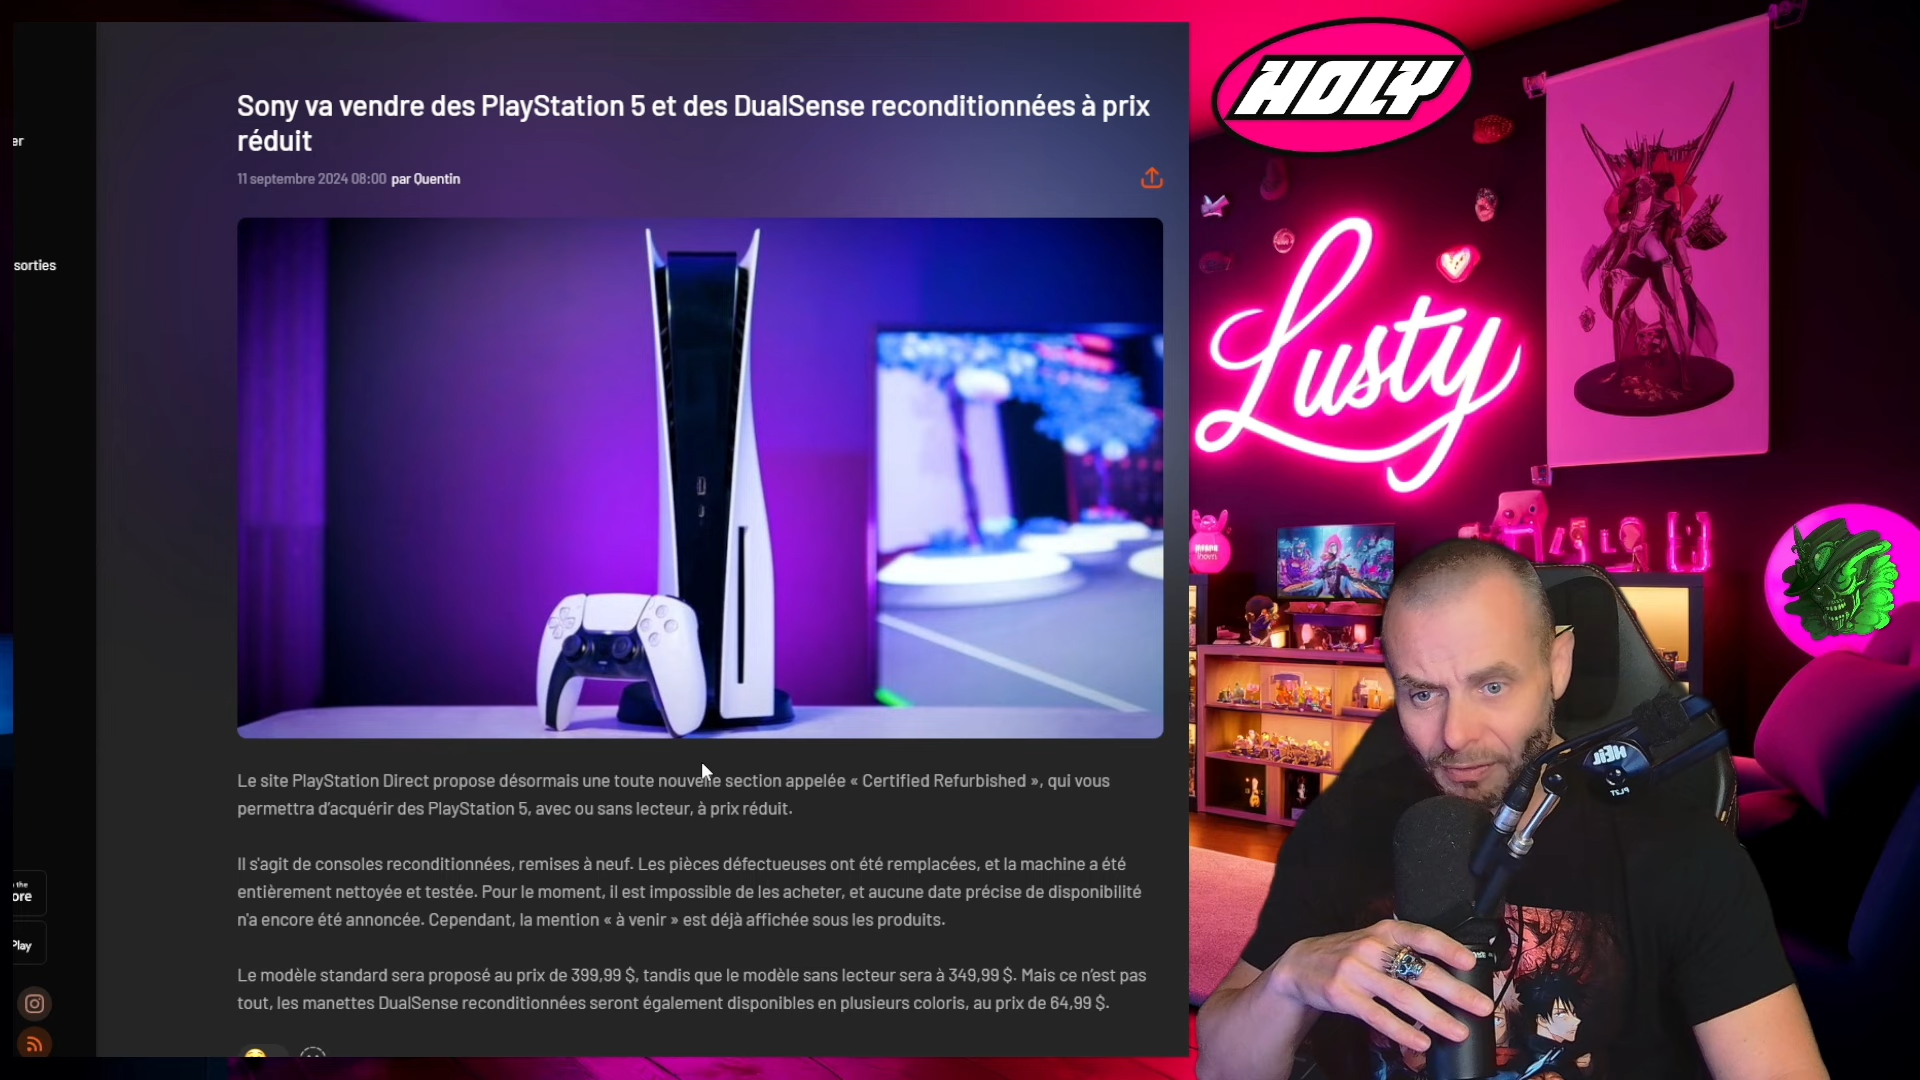 Sony va vendre des PlayStation 5 et des DualSense reconditionnées à prix
réduit
11 septembre 2024 08:00 par Quentin
er
sorties
Le site PlayStation Direct propose désormais une toute nouvelle section appelée « Certified Refurbished », qui vous
permettra d'acquérir des PlayStation 5, avec ou sans lecteur, à prix réduit.
Il s'agit de consoles reconditionnées, remises à neuf. Les pièces défectueuses ont été remplacées, et la machine a été
entièrement nettoyée et testée. Pour le moment, il est impossible de les acheter, et aucune date précise de disponibilité
n'a encore été annoncée. Cependant, la mention « à venir » est déjà affichée sous les produits.
Le modèle standard sera proposé au prix de 399,99 $, tandis que le modèle sans lecteur sera à 349,99 $. Mais ce n'est pas
tout, les manettes DualSense reconditionnées seront également disponibles en plusieurs coloris, au prix de 64,99 $.
the
ore
Play
HOLY
Lusty